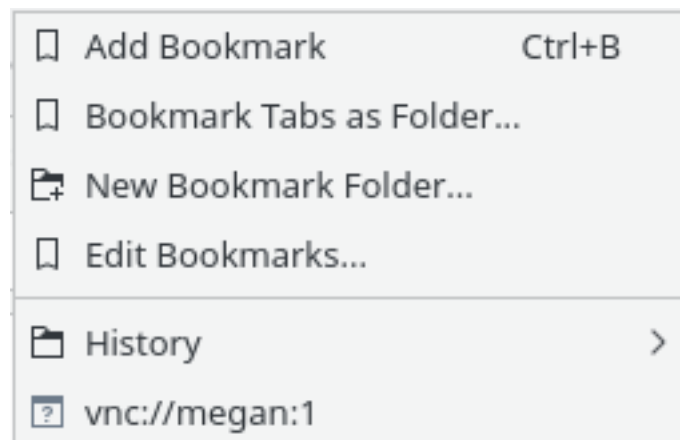 Add Bookmark Ctrl+B
Bookmark Tabs as Folder...
New Bookmark Folder...
Edit Bookmarks...
History
vnc://megan:1